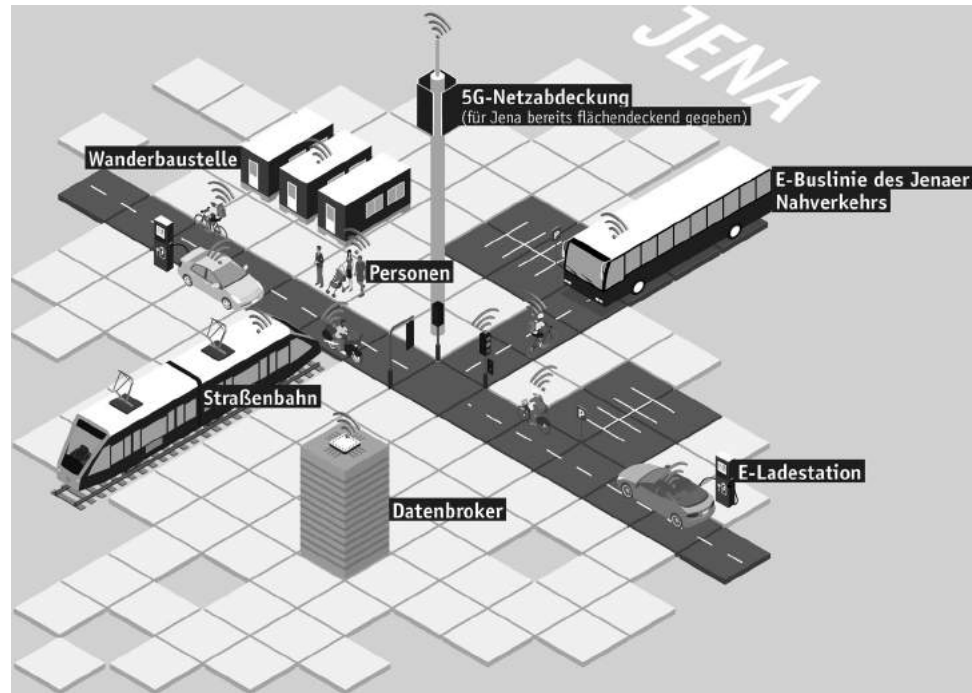 JENA
5G-Netzabdeckung
(für Jena bereits flächendeckend gegeben)
Wanderbaustelle
E-Buslinie des Jenaer
Nahverkehrs
Personen
Straßenbahn
E-Ladestation
Datenbroker
P